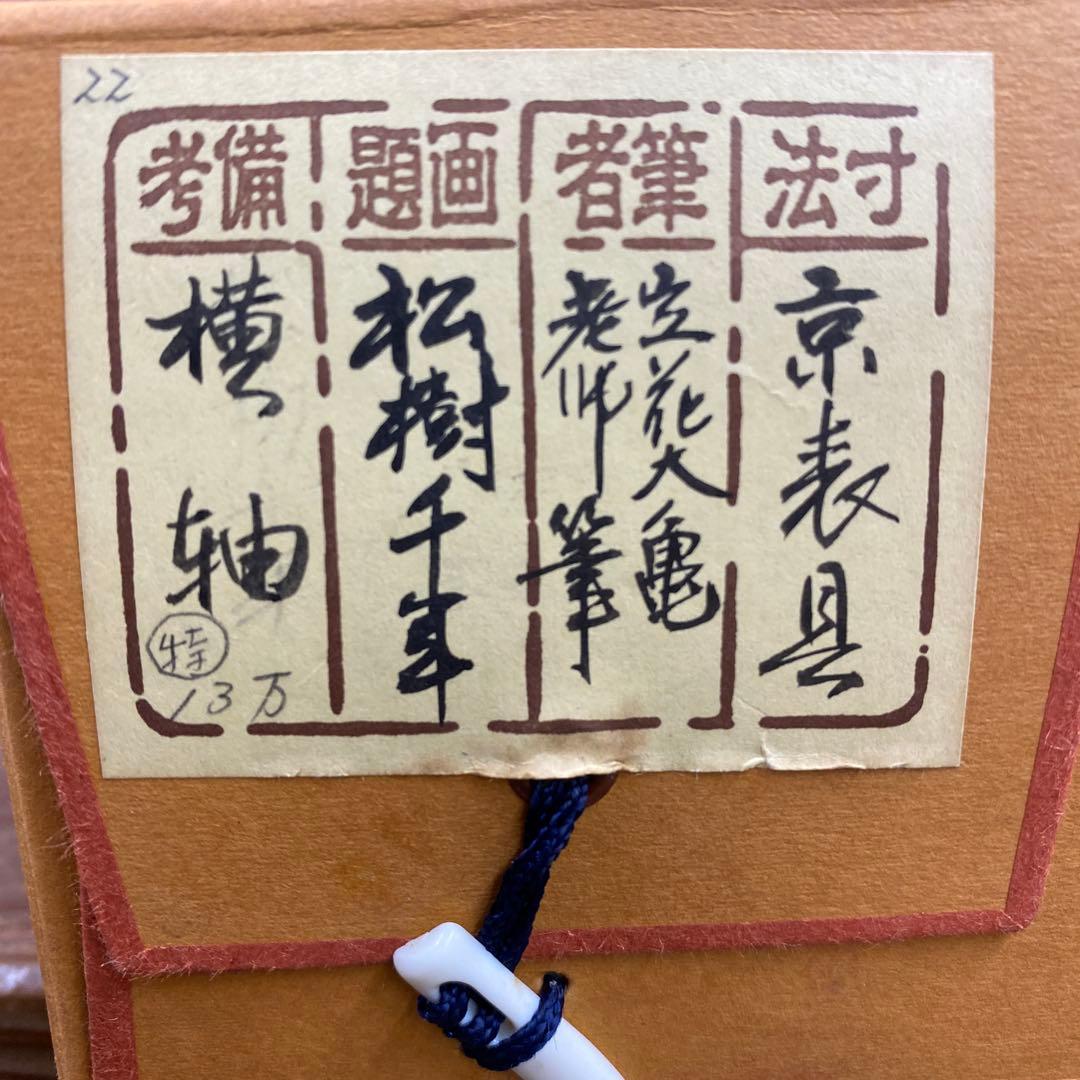 22
寸法
京表具
筆者
立花大亀
老师筆
画題
松樹千年
備考
横軸
特
13万